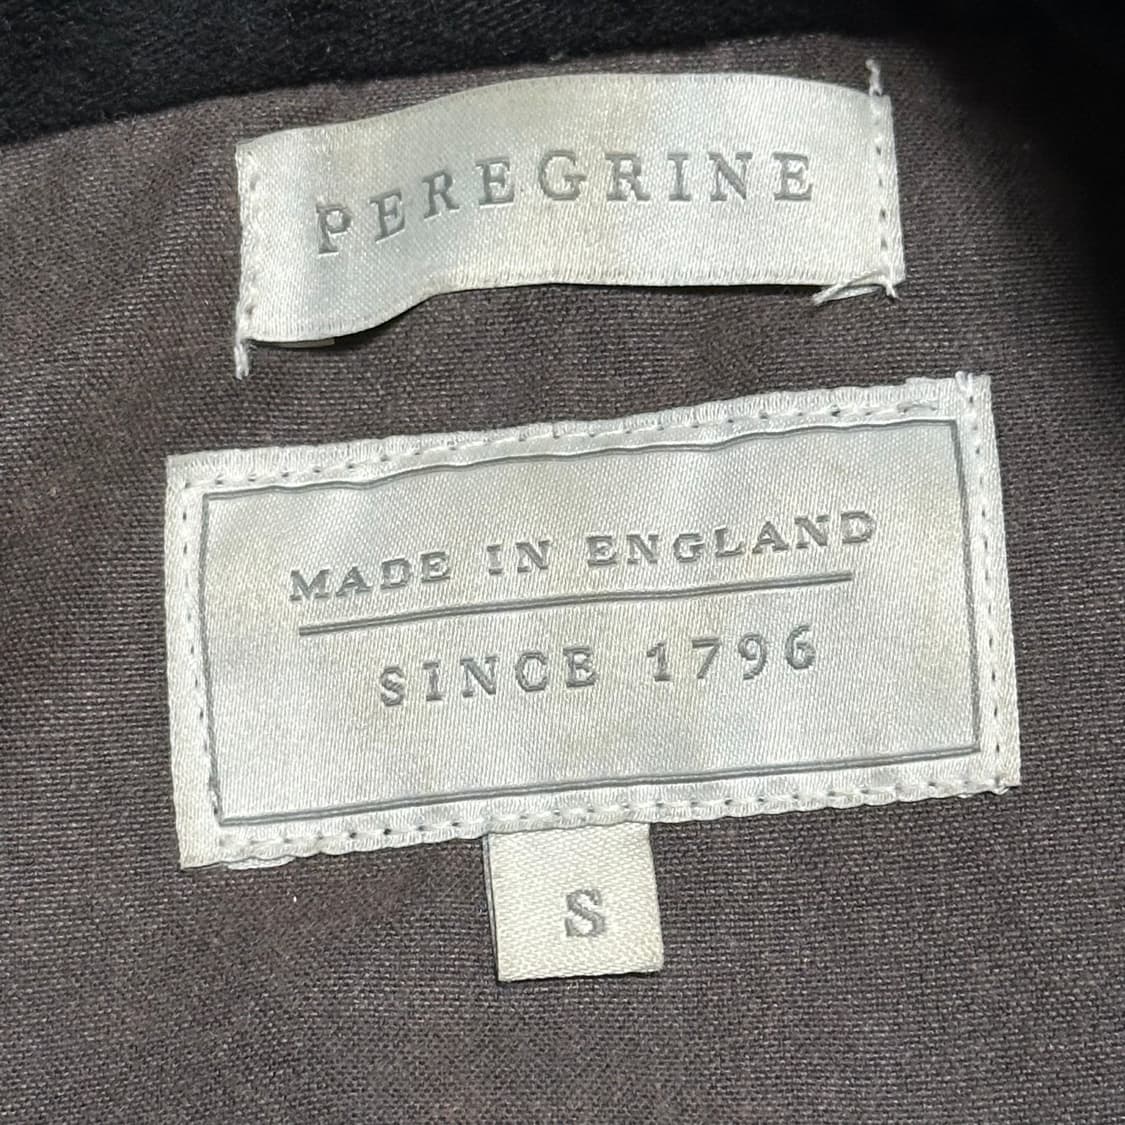 PEREGRINE
MADE IN ENGLAND
SINCE 1796
S